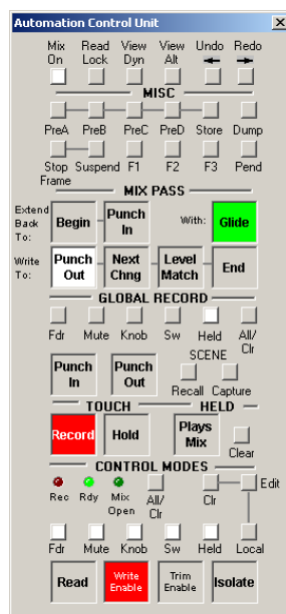 Automation Control Unit
Mix Read View View Undo Redo
On Lock Dyn Alt
MISC
PreA PreB PreC PreD Store Dump
Stop Suspend F1 F2 F3 Pend
Frame
MIX PASS
Extend
Back
To:
Begin Punch In With: Glide
Write
To:
Punch Next Level End
Out Chng Match
GLOBAL RECORD
Fdr Mute Knob Sw Held All/
Clr
Punch Punch SCENE
In Out Recall Capture
TOUCH HELD
Record Hold Plays
Mix
Clear
CONTROL MODES
Edit
Rec Rdy Mix All/ Clr
Open Clr
Fdr Mute Knob Sw Held Local
Read Write Trim Isolate
Enable Enable